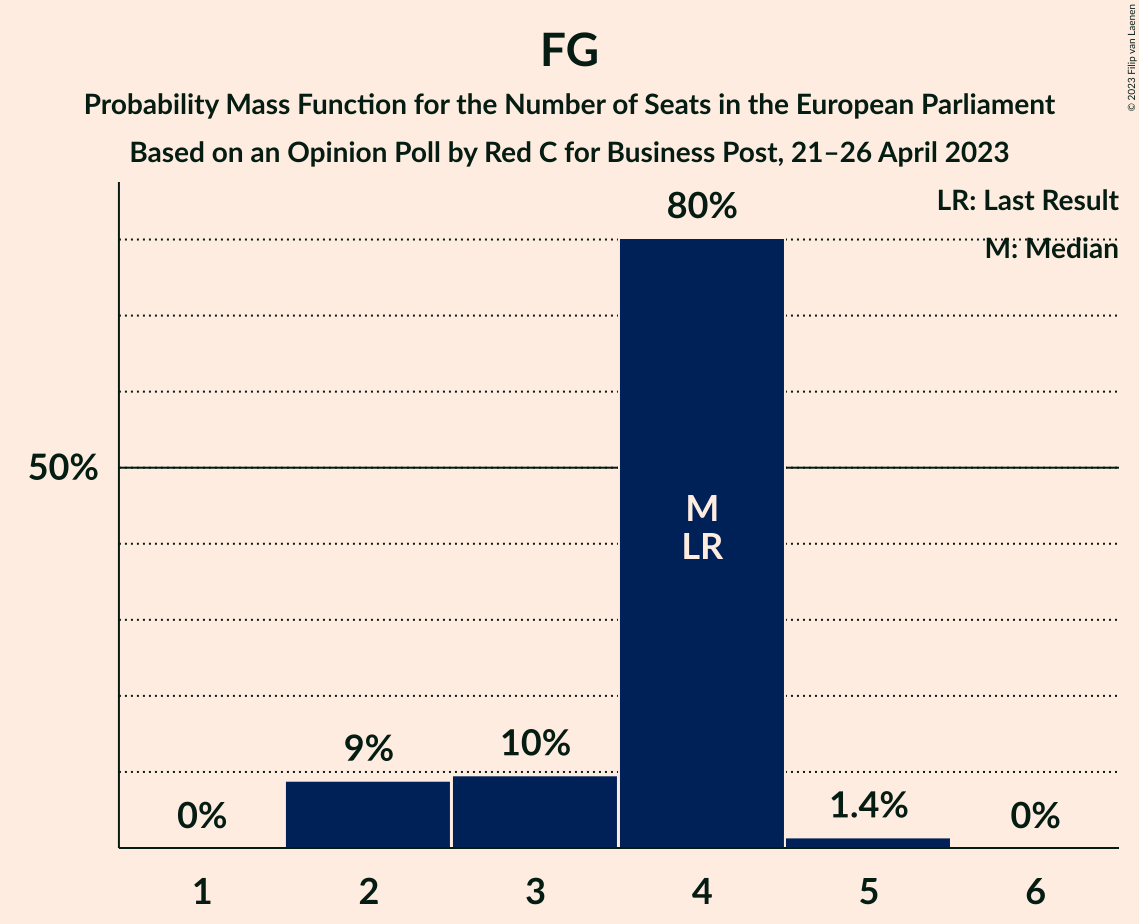 FG
Probability Mass Function for the Number of Seats in the European Parliament
Based on an Opinion Poll by Red C for Business Post, 21–26 April 2023
© 2023 Filip van Laenen
LR: Last Result
M: Median
80%
50%
M
LR
9%
10%
0%
1.4%
0%
1
2
3
4
5
6